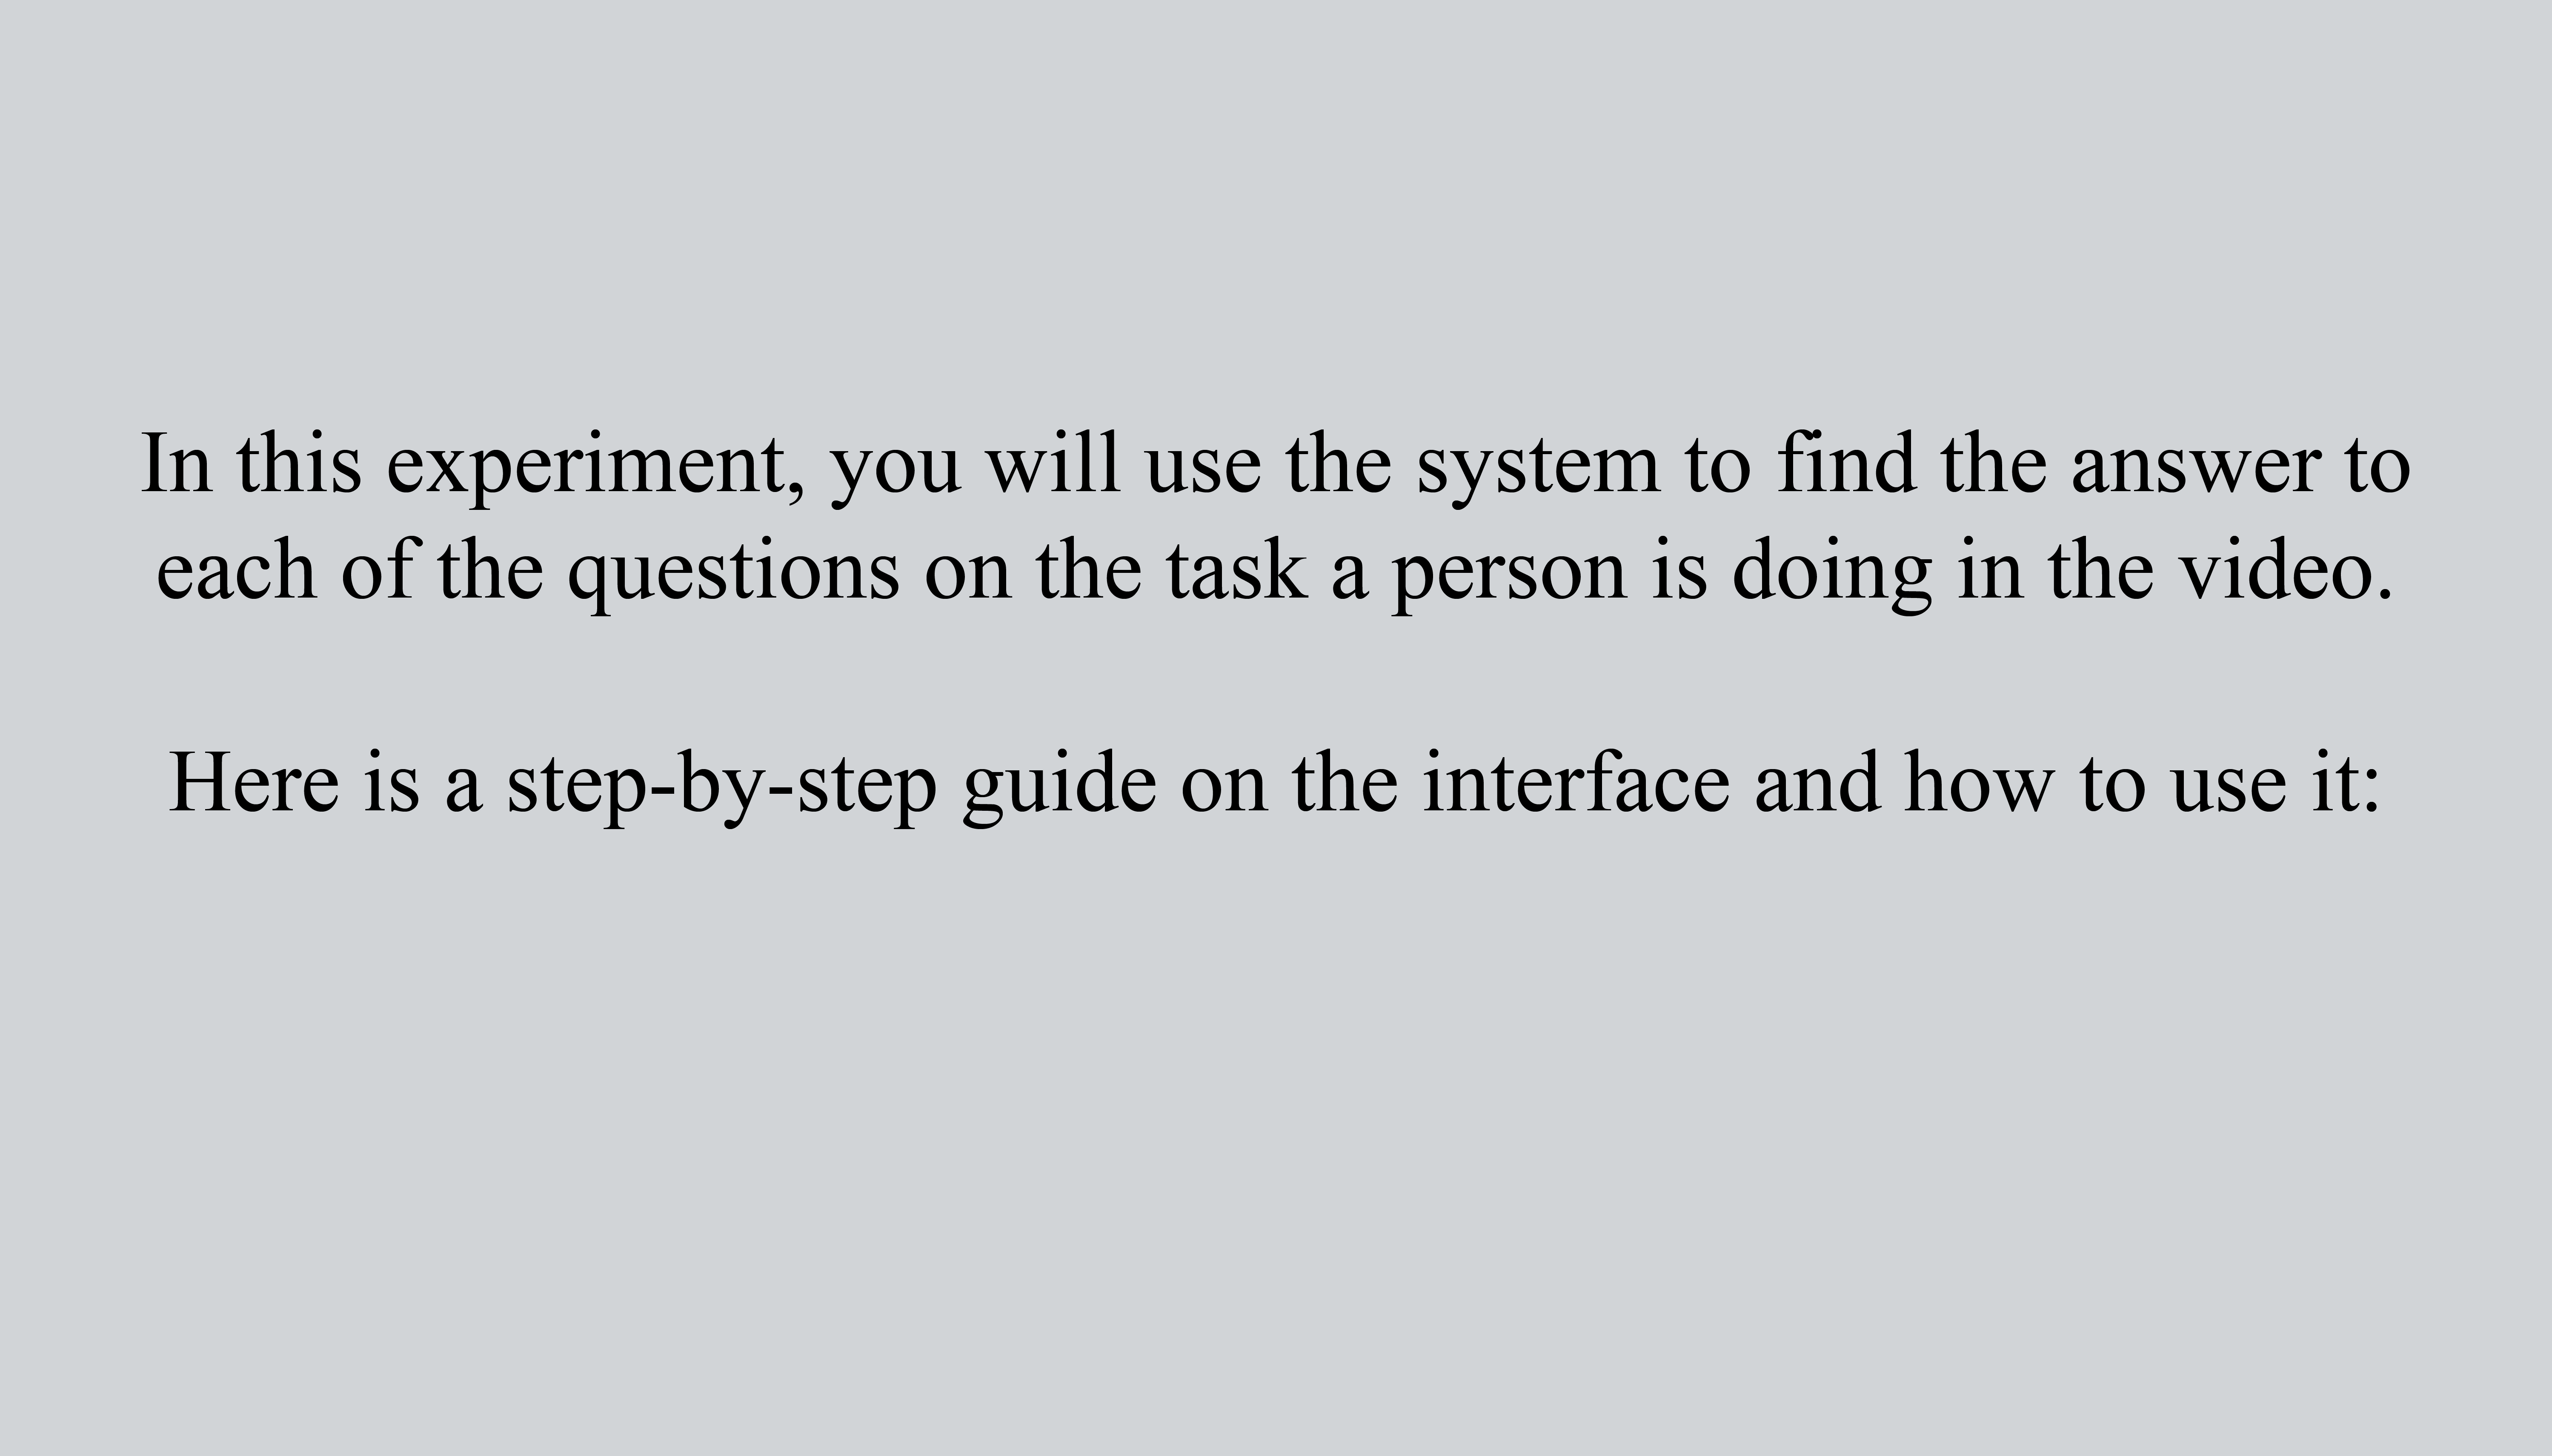 In this experiment, you will use the system to find the answer to
each of the questions on the task a person is doing in the video.
Here is a step-by-step guide on the interface and how to use it: